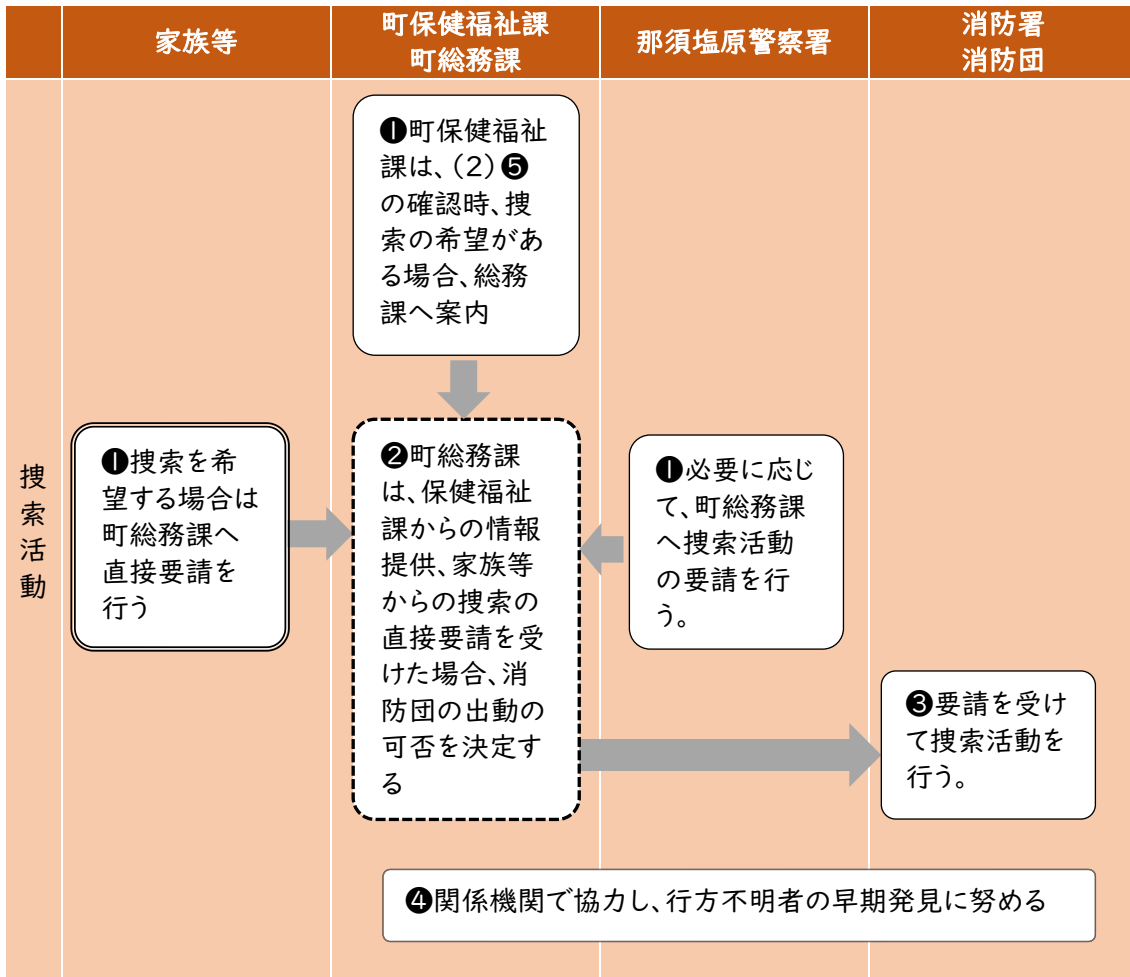 家族等
町保健福祉課
町総務課
那須塩原警察署
消防署
消防団
捜索活動
❶町保健福祉
課は、(2)❺
の確認時、捜
索の希望があ
る場合、総務
課へ案内
❶捜索を希
望する場合は
町総務課へ
直接要請を
行う
❷町総務課
は、保健福祉
課からの情報
提供、家族等
からの捜索の
直接要請を受
けた場合、消
防団の出動の
可否を決定す
る
❶必要に応じ
て、町総務課
へ捜索活動
の要請を行
う。
❸要請を受け
て捜索活動を
行う。
❹関係機関で協力し、行方不明者の早期発見に努める